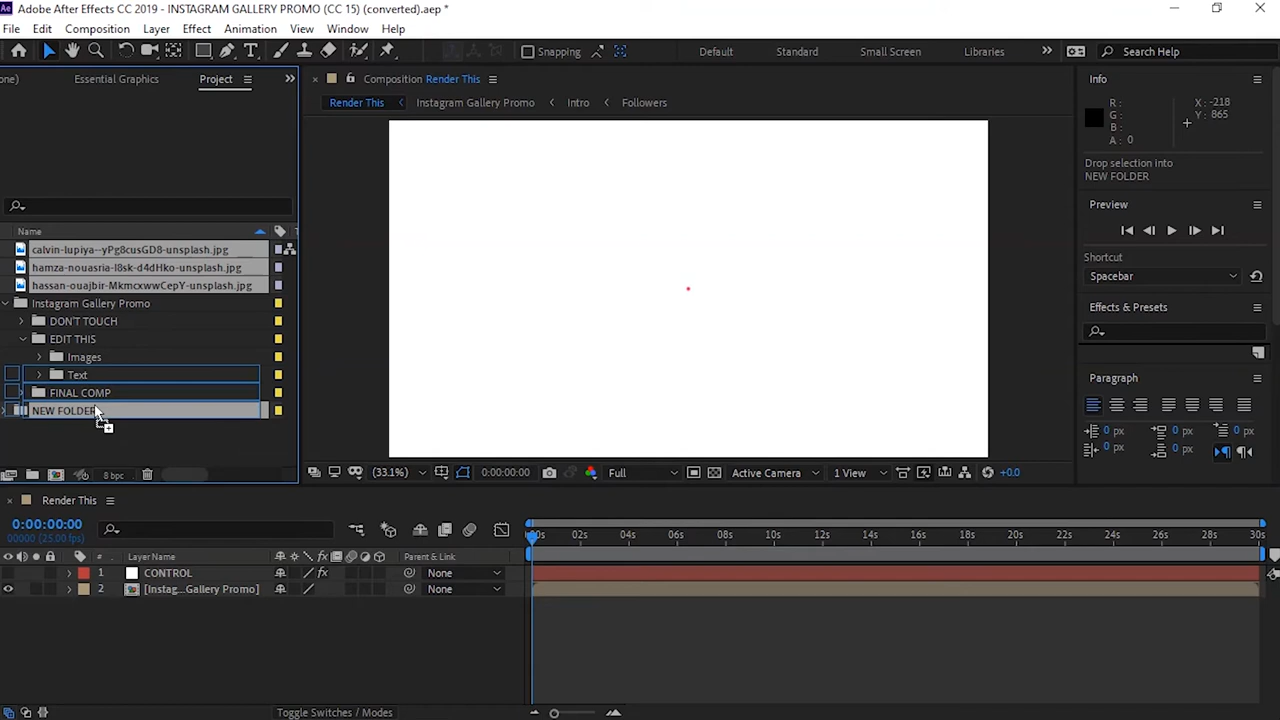 Adobe After Effects CC 2019 - INSTAGRAM GALLERY PROMO (CC 15) (converted).aep *
File Edit Composition Layer Effect Animation View Window Help
Snapping Default Standard Small Screen Libraries Search Help
one) Essential Graphics Project
Composition Render This
Render This Instagram Gallery Promo Intro Followers
Name
calvin-lupiya--yPg8cusGD8-unsplash.jpg
hamza-nouasria-l8sk-d4dHko-unsplash.jpg
hassan-ouajbir-MkmcxwwCepY-unsplash.jpg
Instagram Gallery Promo
DON'T TOUCH
EDIT THIS
Images
Text
FINAL COMP
NEW FOLDER
8 bpc
(33.1%) 0:00:00:00 Full Active Camera 1 View +0.0
Info
R: X: -218
G: Y: 865
B:
A: 0
Drop selection into
NEW FOLDER
Preview
Shortcut
Spacebar
Effects & Presets
Paragraph
0 px 0 px 0 px
0 px 0 px
Render This
0:00:00:00
00000 (25.00 fps)
# Layer Name Parent & Link
1 CONTROL None
2 [Instag...Gallery Promo] None
00s 02s 04s 06s 08s 10s 12s 14s 16s 18s 20s 22s 24s 26s 28s 30s
Toggle Switches / Modes